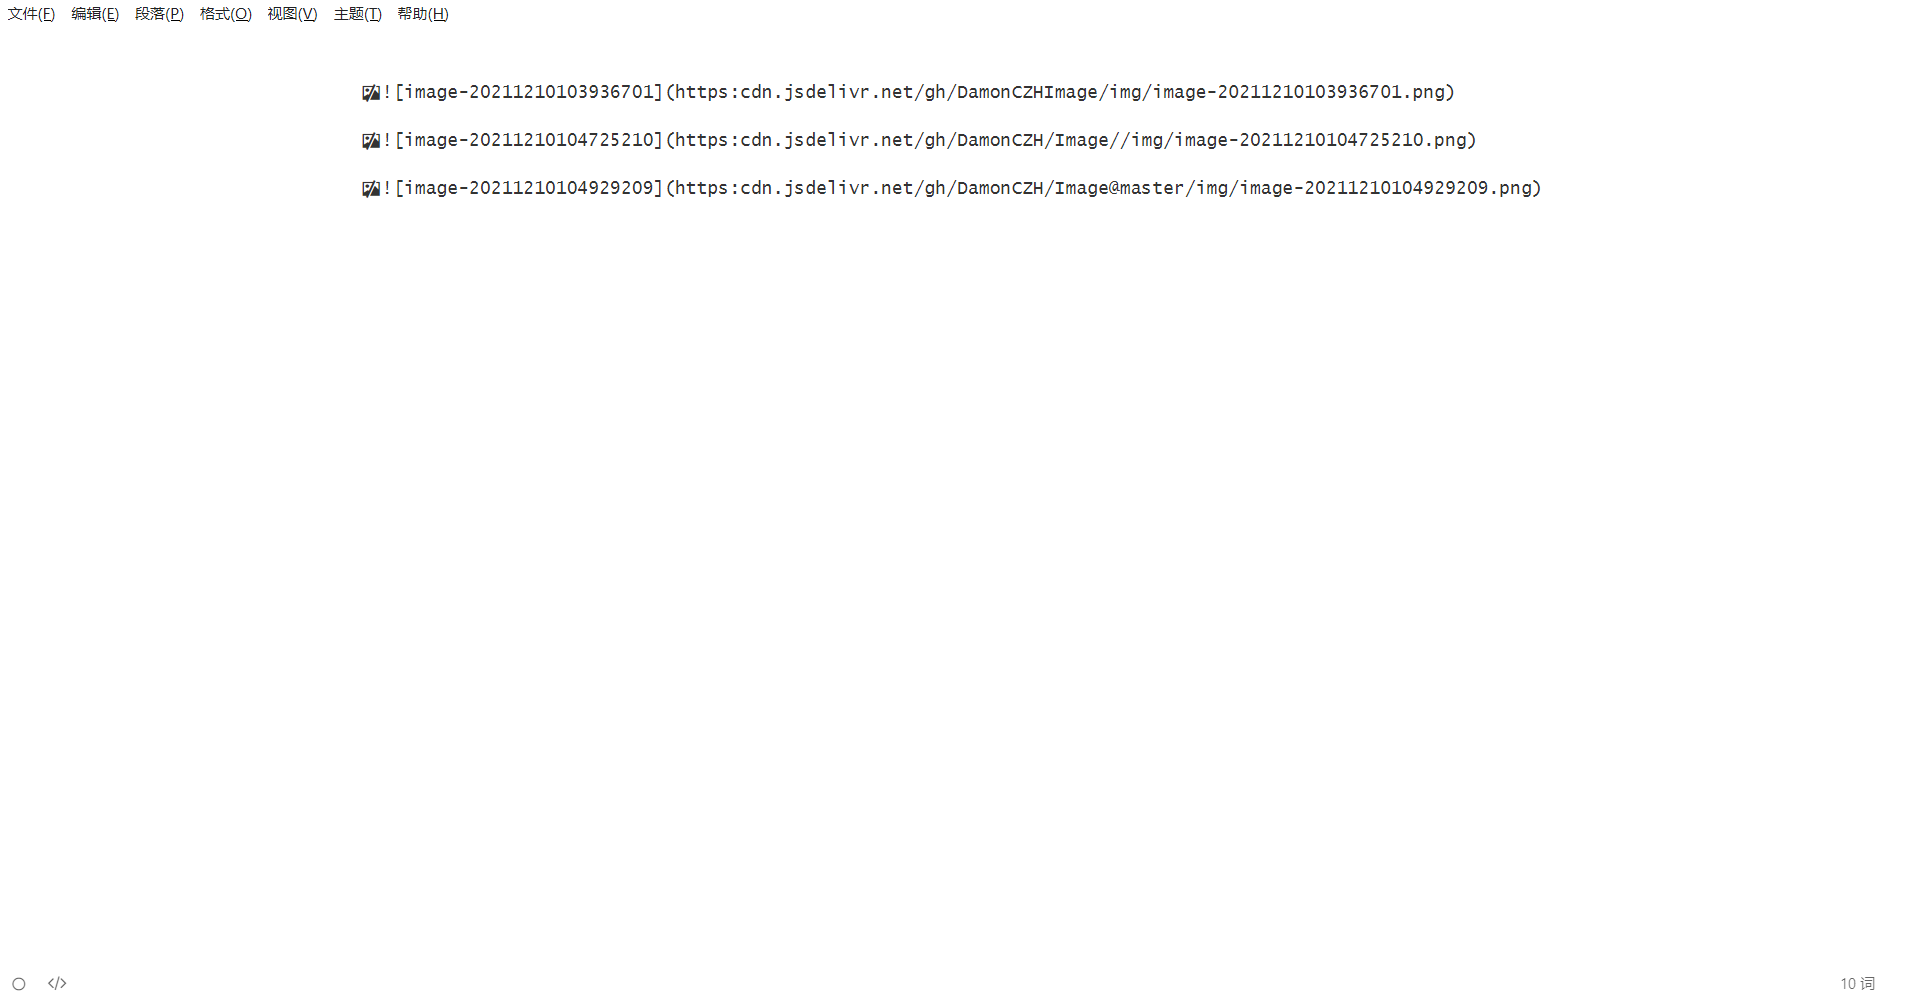 文件(F) 编辑(E) 段落(P) 格式(O) 视图(V) 主题(T) 帮助(H)
![image-20211210103936701](https:cdn.jsdelivr.net/gh/DamonCZHImage/img/image-20211210103936701.png)
![image-20211210104725210](https:cdn.jsdelivr.net/gh/DamonCZH/Image//img/image-20211210104725210.png)
![image-20211210104929209](https:cdn.jsdelivr.net/gh/DamonCZH/Image@master/img/image-20211210104929209.png)
10 词